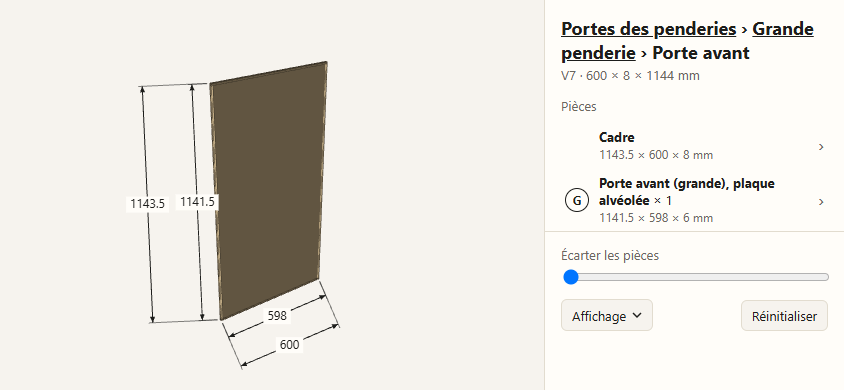 1143.5
1141.5
598
600
Portes des penderies › Grande
penderie › Porte avant
V7 · 600 × 8 × 1144 mm
Pièces
Cadre
1143.5 × 600 × 8 mm
›
G
Porte avant (grande), plaque
alvéolée × 1
1141.5 × 598 × 6 mm
›
Écarter les pièces
Affichage
Réinitialiser